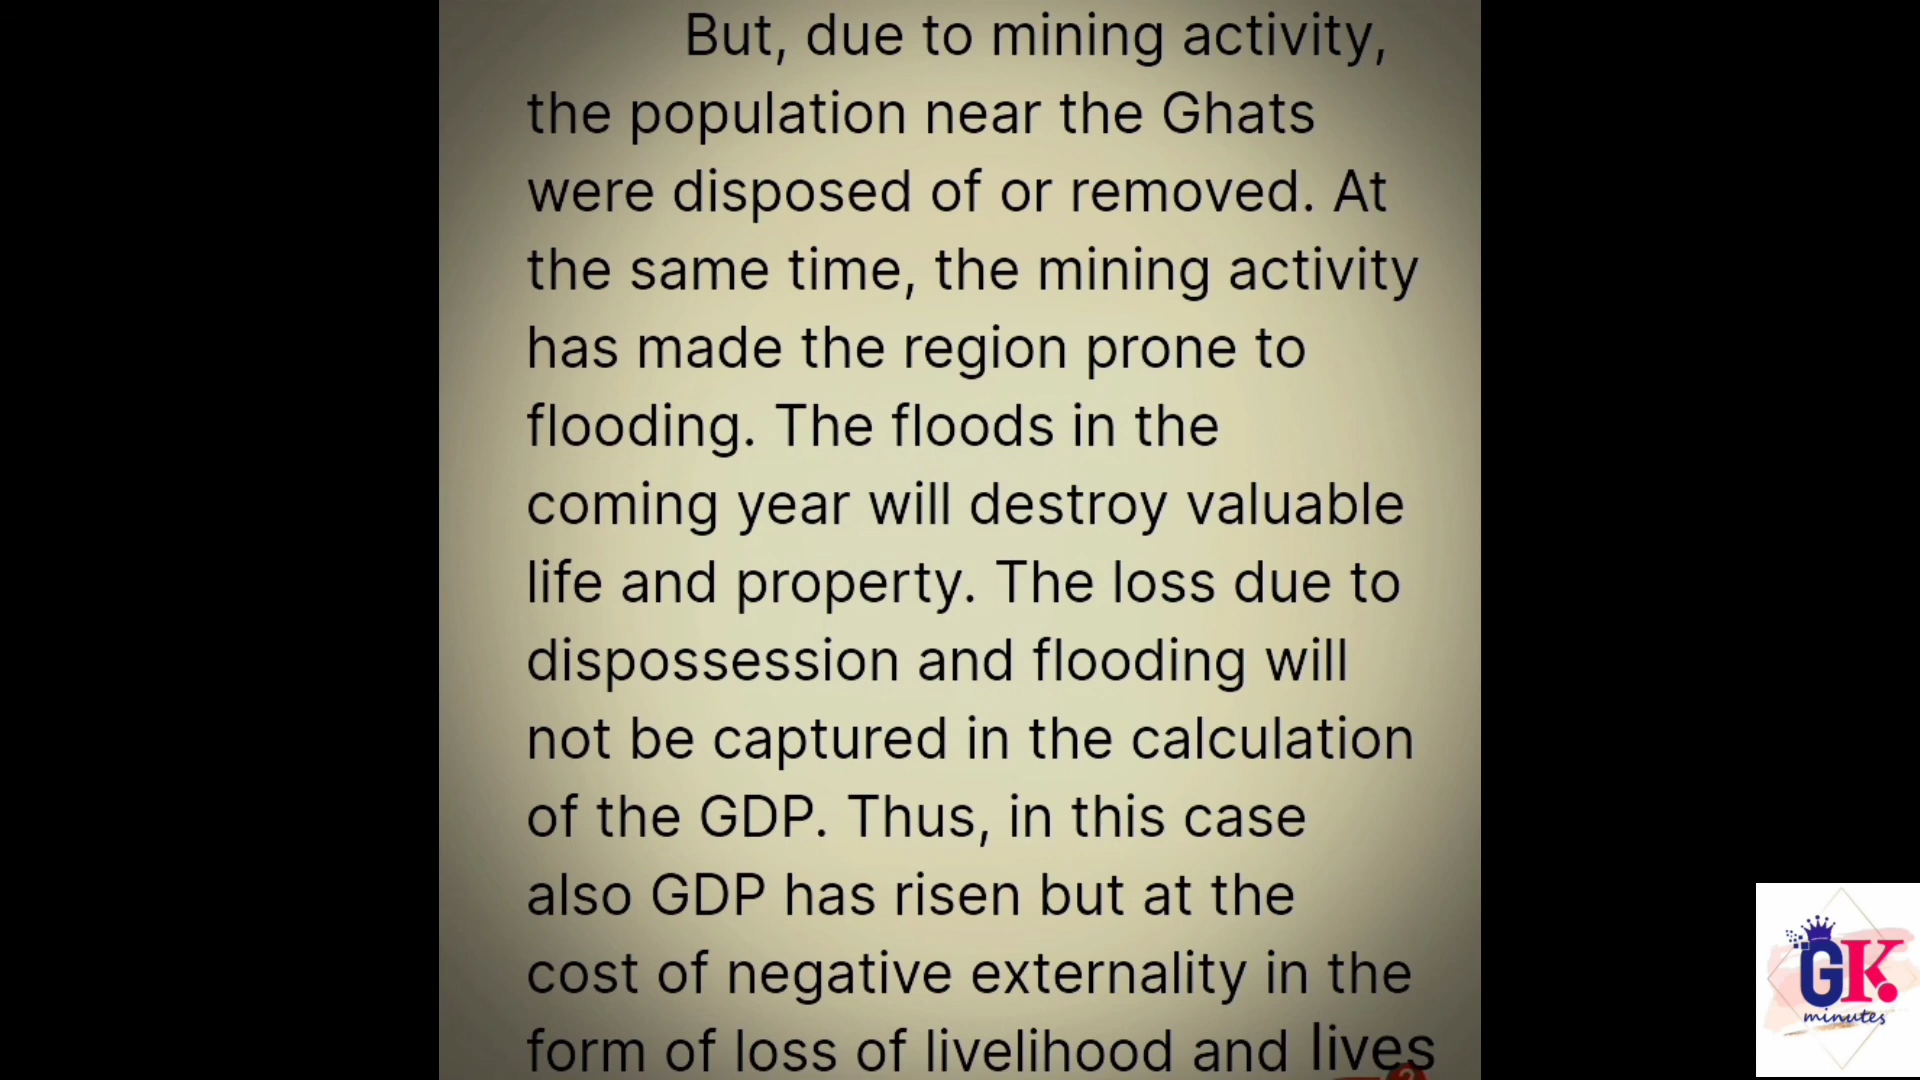 But, due to mining activity,
the population near the Ghats
were disposed of or removed. At
the same time, the mining activity
has made the region prone to
flooding. The floods in the
coming year will destroy valuable
life and property. The loss due to
dispossession and flooding will
not be captured in the calculation
of the GDP. Thus, in this case
also GDP has risen but at the
cost of negative externality in the
form of loss of livelihood and lives
GK
minutes